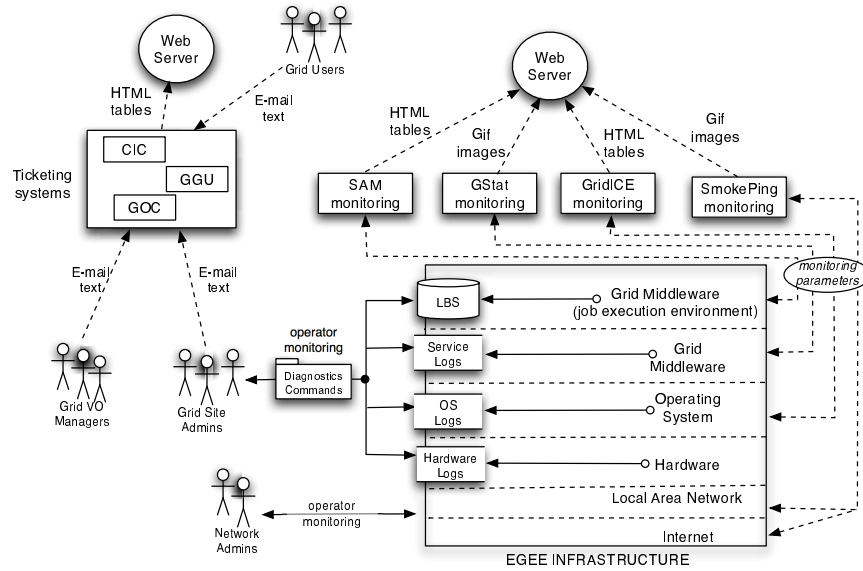 Web
Server
Grid Users
HTML
tables
E-mail
text
Ticketing
systems
CIC
GGU
GOC
E-mail
text
E-mail
text
Grid VO
Managers
Grid Site
Admins
Web
Server
HTML
tables
Gif
images
HTML
tables
Gif
images
SAM
monitoring
GStat
monitoring
GridICE
monitoring
SmokePing
monitoring
monitoring
parameters
operator
monitoring
Diagnostics
Commands
LBS
Grid Middleware
(job execution environment)
Service
Logs
Grid
Middleware
OS
Logs
Operating
System
Hardware
Logs
Hardware
Local Area Network
Internet
Network
Admins
operator
monitoring
EGEE INFRASTRUCTURE